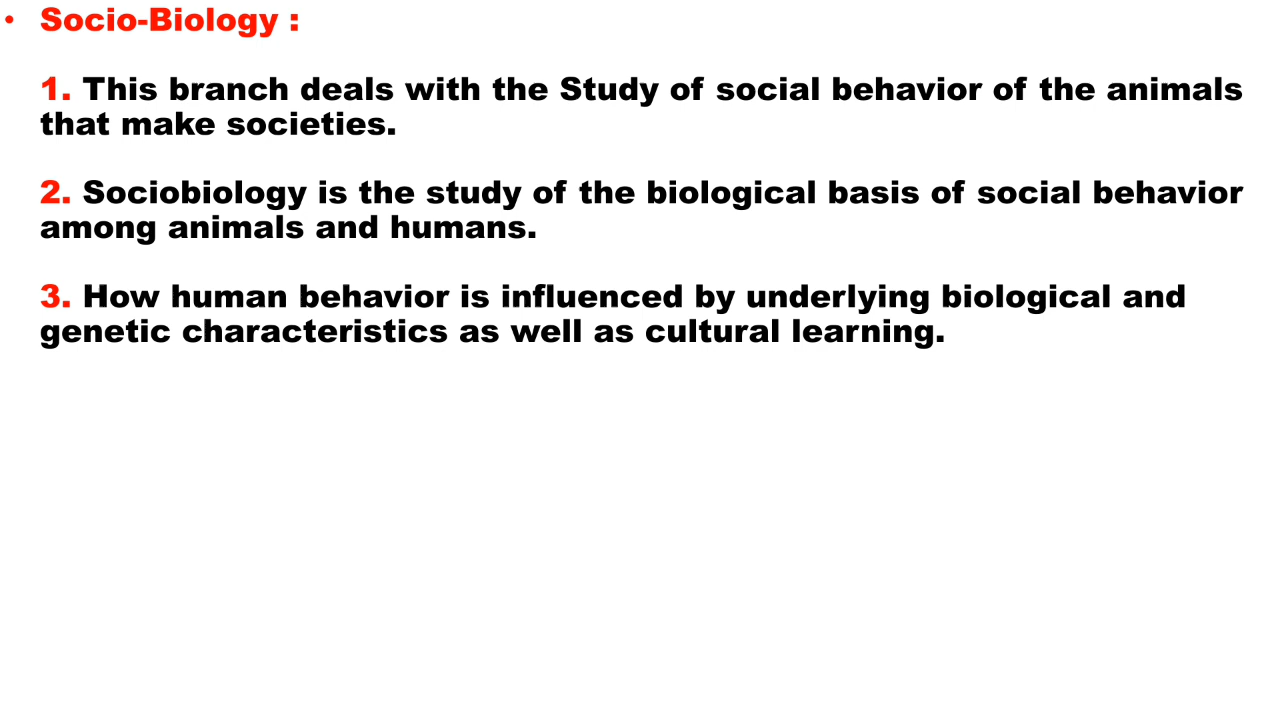 • Socio-Biology :
1. This branch deals with the Study of social behavior of the animals
that make societies.
2. Sociobiology is the study of the biological basis of social behavior
among animals and humans.
3. How human behavior is influenced by underlying biological and
genetic characteristics as well as cultural learning.